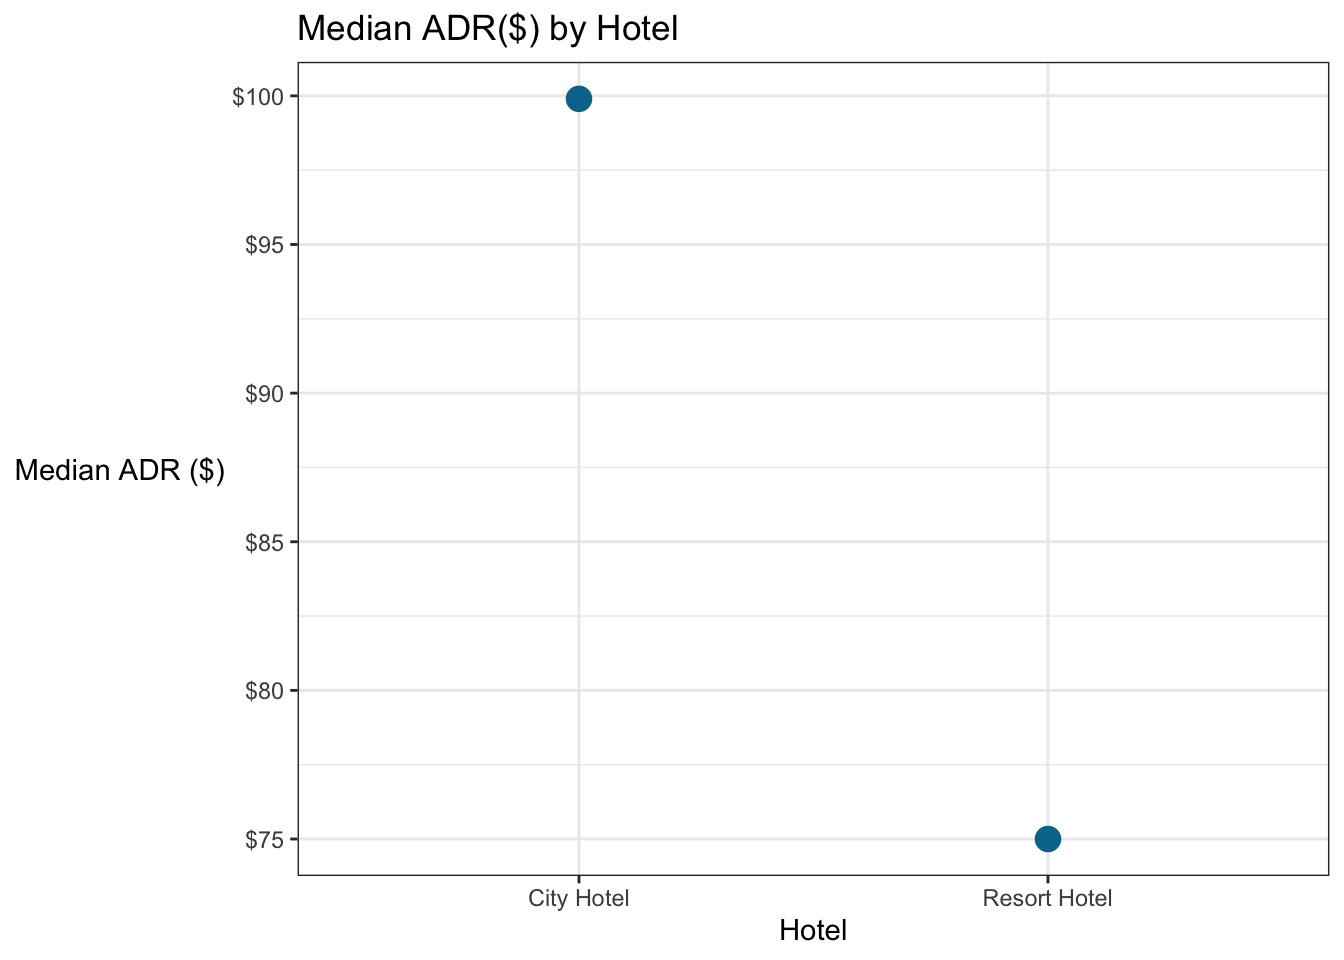 Median ADR($) by Hotel
$100
$95
$90
Median ADR ($)
$85
$80
$75
City Hotel
Resort Hotel
Hotel